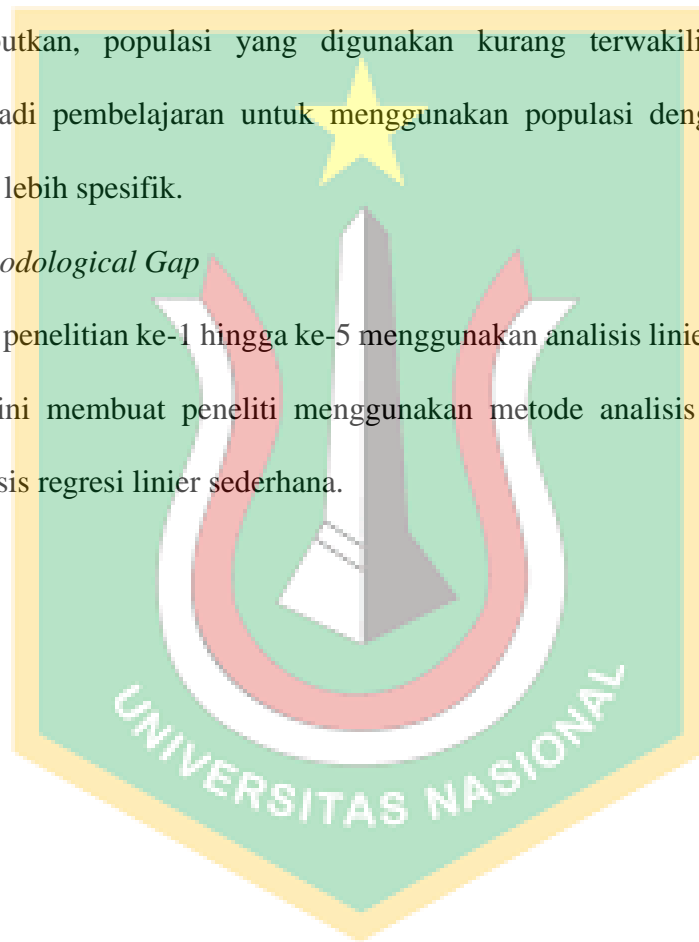 butkan, populasi yang digunakan kurang terwakili
adi pembelajaran untuk menggunakan populasi deng
lebih spesifik.
odological Gap
penelitian ke-1 hingga ke-5 menggunakan analisis linie
ini membuat peneliti menggunakan metode analisis
sis regresi linier sederhana.
UNIVERSITAS NASIONAL